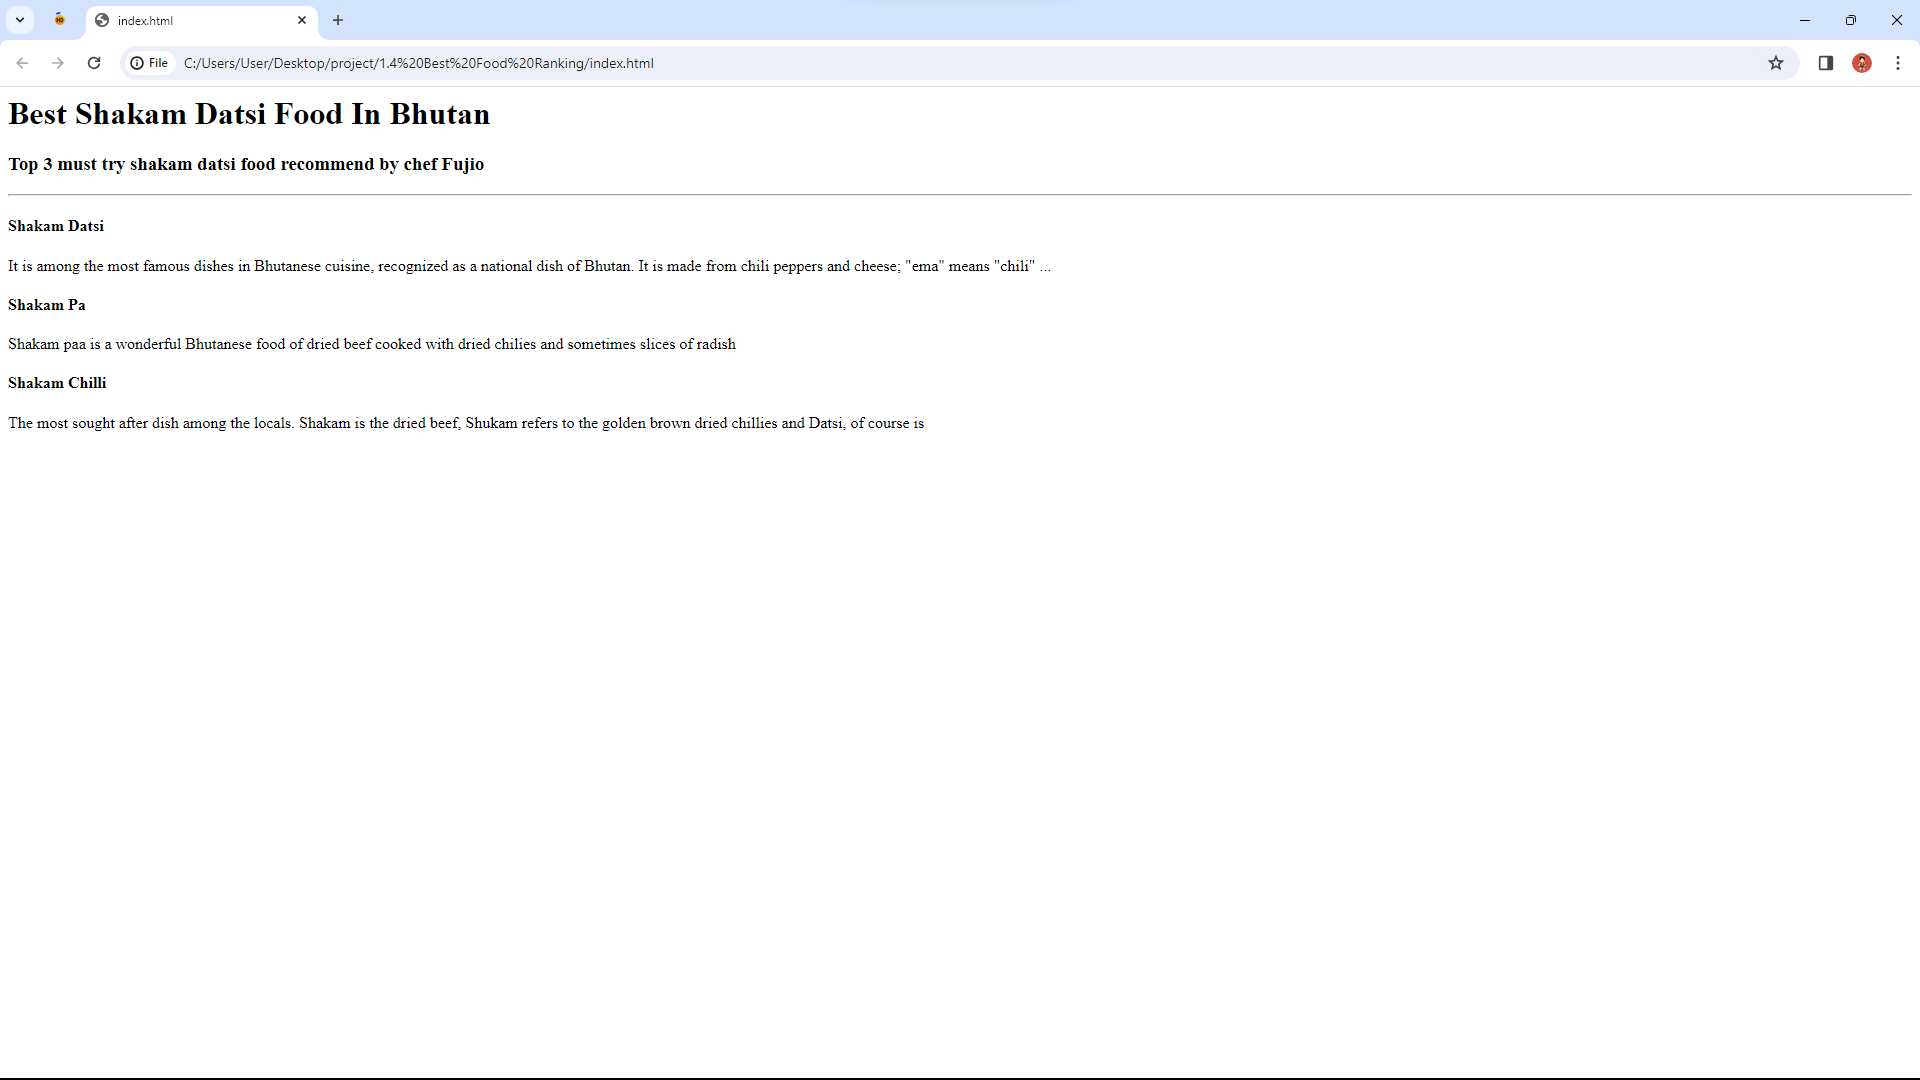 index.html
File C:/Users/User/Desktop/project/1.4%20Best%20Food%20Ranking/index.html
Best Shakam Datsi Food In Bhutan
Top 3 must try shakam datsi food recommend by chef Fujio
Shakam Datsi
It is among the most famous dishes in Bhutanese cuisine, recognized as a national dish of Bhutan. It is made from chili peppers and cheese; "ema" means "chili" ...
Shakam Pa
Shakam paa is a wonderful Bhutanese food of dried beef cooked with dried chilies and sometimes slices of radish
Shakam Chilli
The most sought after dish among the locals. Shakam is the dried beef, Shukam refers to the golden brown dried chillies and Datsi, of course is